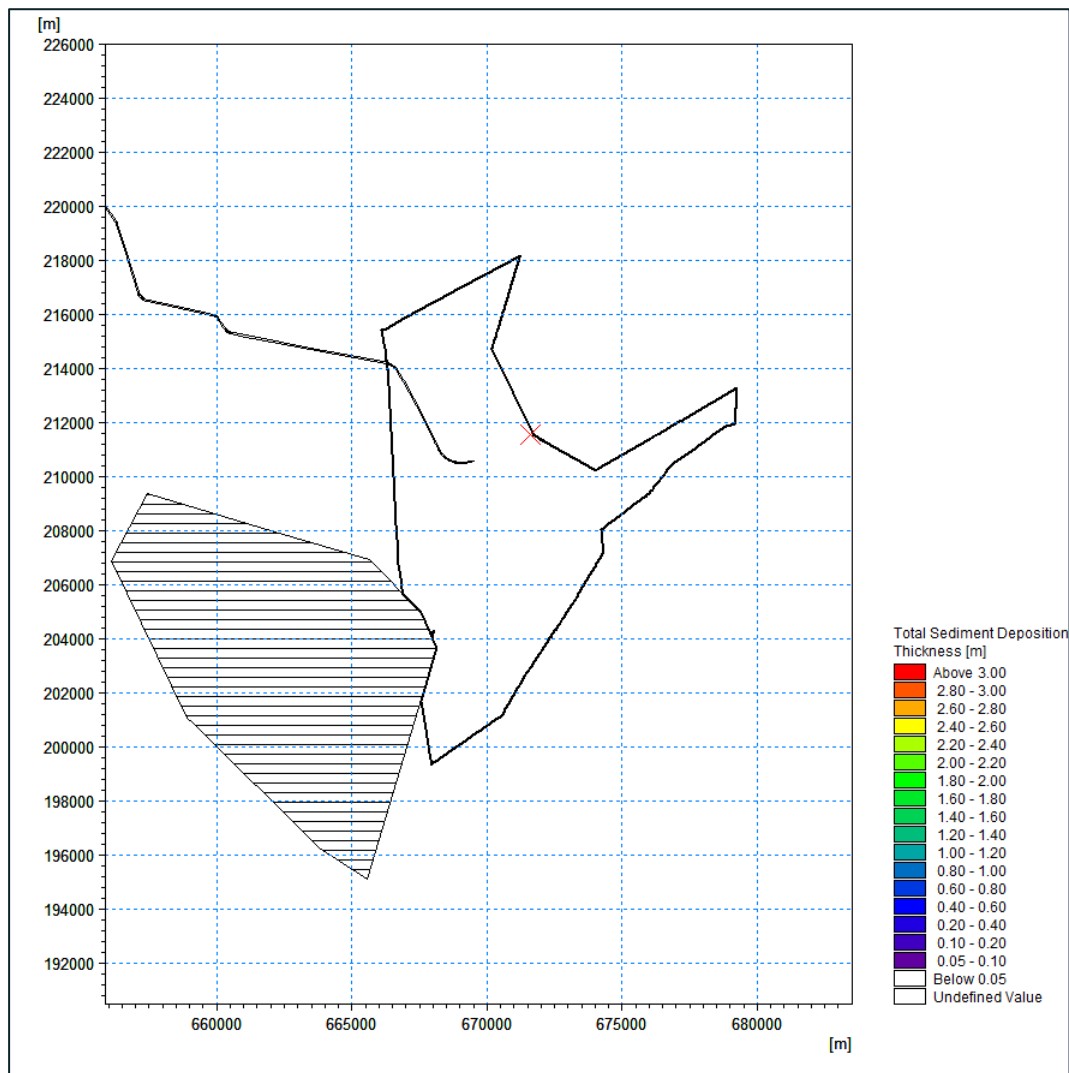 [m]
226000
224000
222000
220000
218000
216000
214000
212000
210000
208000
206000
204000
202000
200000
198000
196000
194000
192000
660000 665000 670000 675000 680000
[m]
Total Sediment Deposition
Thickness [m]
Above 3.00
2.80 - 3.00
2.60 - 2.80
2.40 - 2.60
2.20 - 2.40
2.00 - 2.20
1.80 - 2.00
1.60 - 1.80
1.40 - 1.60
1.20 - 1.40
1.00 - 1.20
0.80 - 1.00
0.60 - 0.80
0.40 - 0.60
0.20 - 0.40
0.10 - 0.20
0.05 - 0.10
Below 0.05
Undefined Value